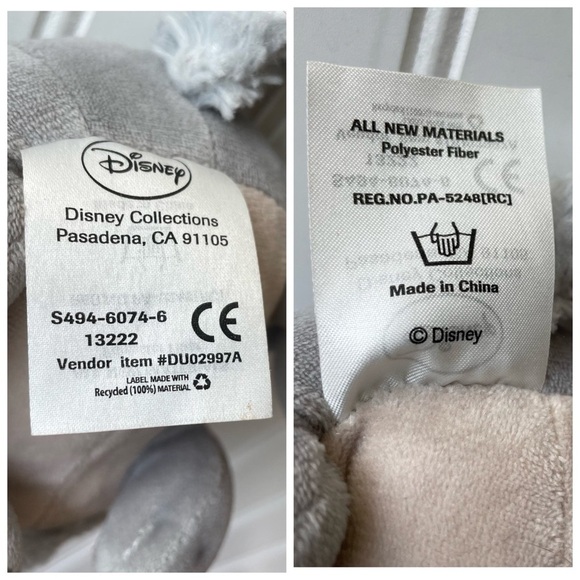 Disney
Disney Collections
Pasadena, CA 91105
S494-6074-6
13222
CE
Vendor item #DU02997A
LABEL MADE WITH
Recycled (100%) MATERIAL
ALL NEW MATERIALS
Polyester Fiber
REG.NO.PA-5248[RC]
Made in China
© Disney